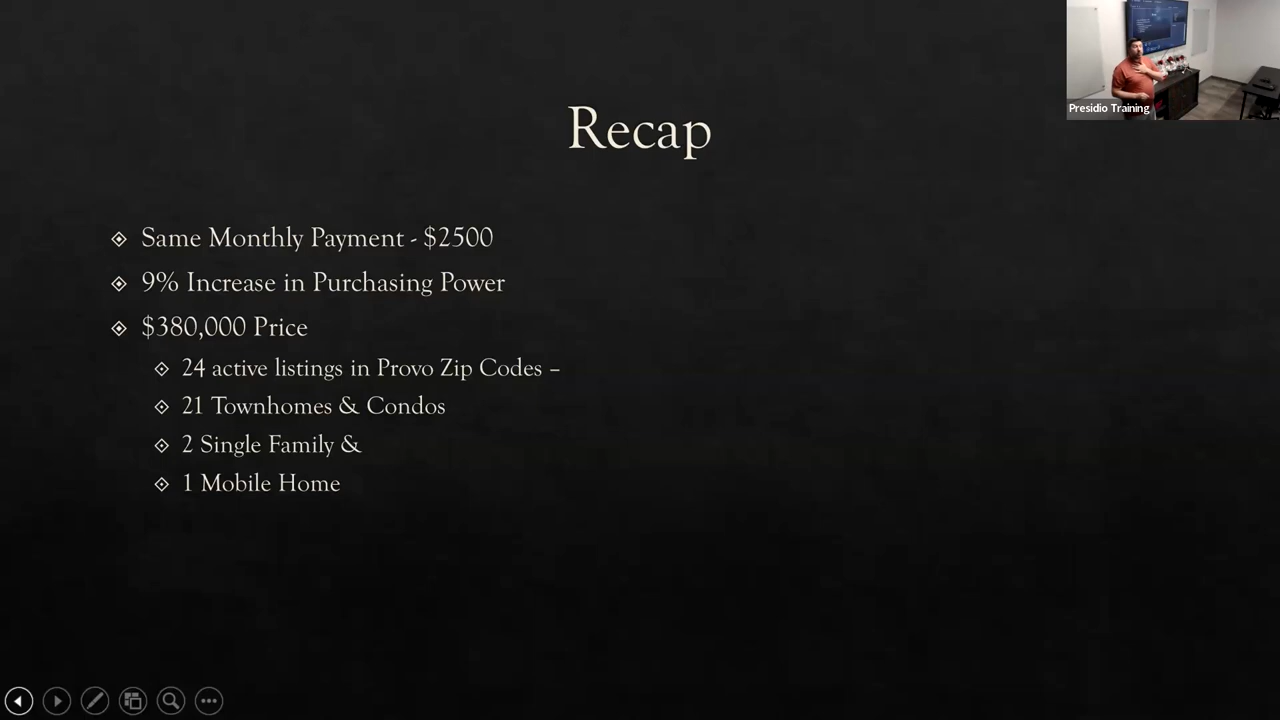 Presidio Training
Recap
Same Monthly Payment - $2500
9% Increase in Purchasing Power
$380,000 Price
24 active listings in Provo Zip Codes –
21 Townhomes & Condos
2 Single Family &
1 Mobile Home